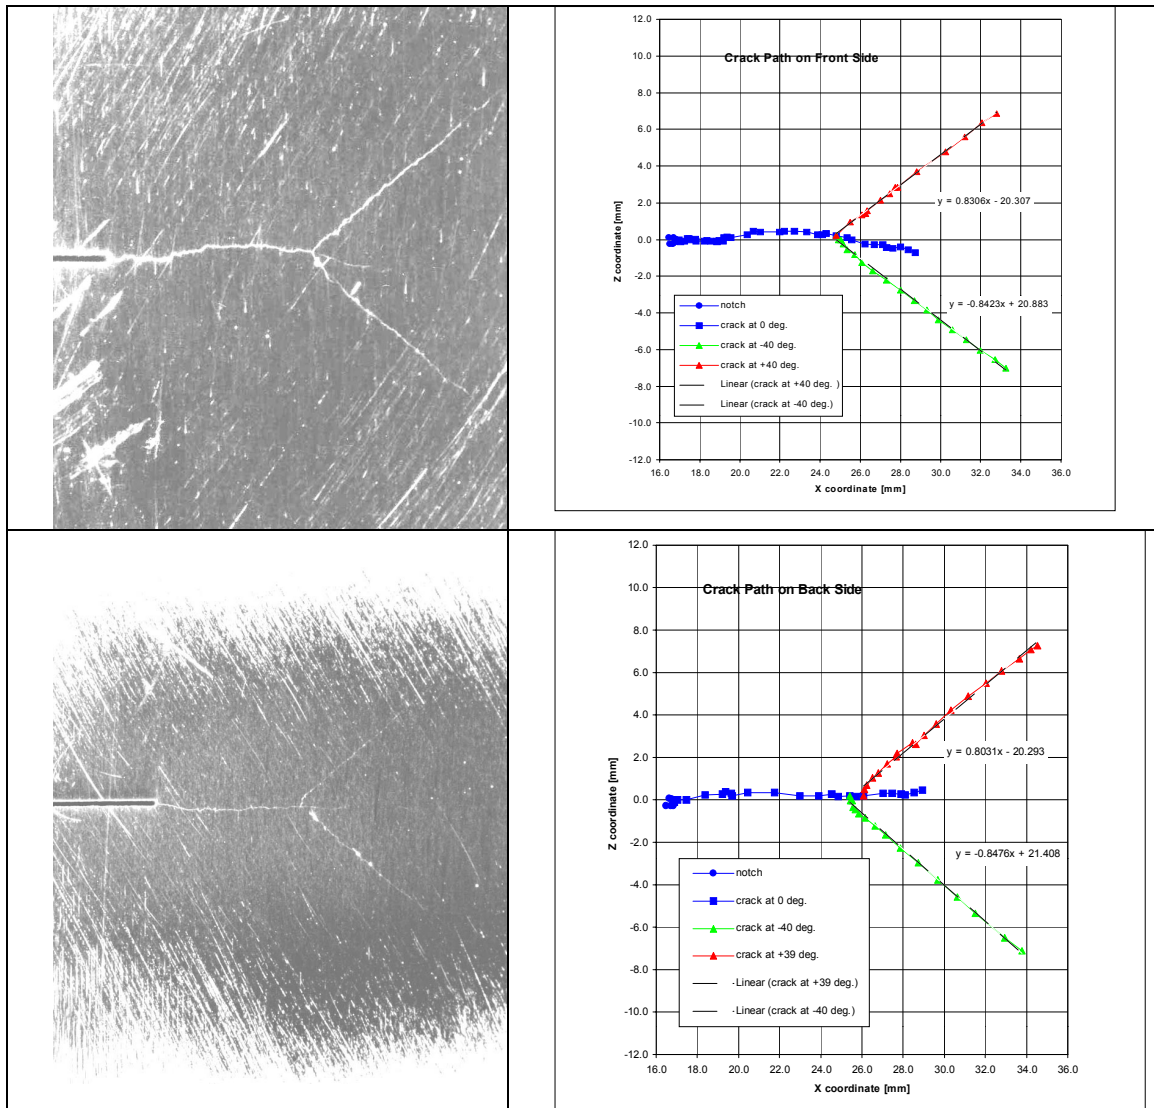 12.0
10.0
Crack Path on Front Side
8.0
6.0
4.0
2.0
y = 0.8306x - 20.307
0.0
Z coordinate [mm]
-2.0
notch
y = -0.8423x + 20.883
-4.0
crack at 0 deg.
crack at -40 deg.
-6.0
crack at +40 deg.
Linear (crack at +40 deg. )
-8.0
Linear (crack at -40 deg.)
-10.0
-12.0
16.0 18.0 20.0 22.0 24.0 26.0 28.0 30.0 32.0 34.0 36.0
X coordinate [mm]
12.0
10.0
Crack Path on Back Side
8.0
6.0
4.0
2.0
y = 0.8031x - 20.293
0.0
Z coordinate [mm]
-2.0
y = -0.8476x + 21.408
notch
-4.0
crack at 0 deg.
-6.0
crack at -40 deg.
crack at +39 deg.
-8.0
Linear (crack at +39 deg.)
-10.0
Linear (crack at -40 deg.)
-12.0
16.0 18.0 20.0 22.0 24.0 26.0 28.0 30.0 32.0 34.0 36.0
X coordinate [mm]